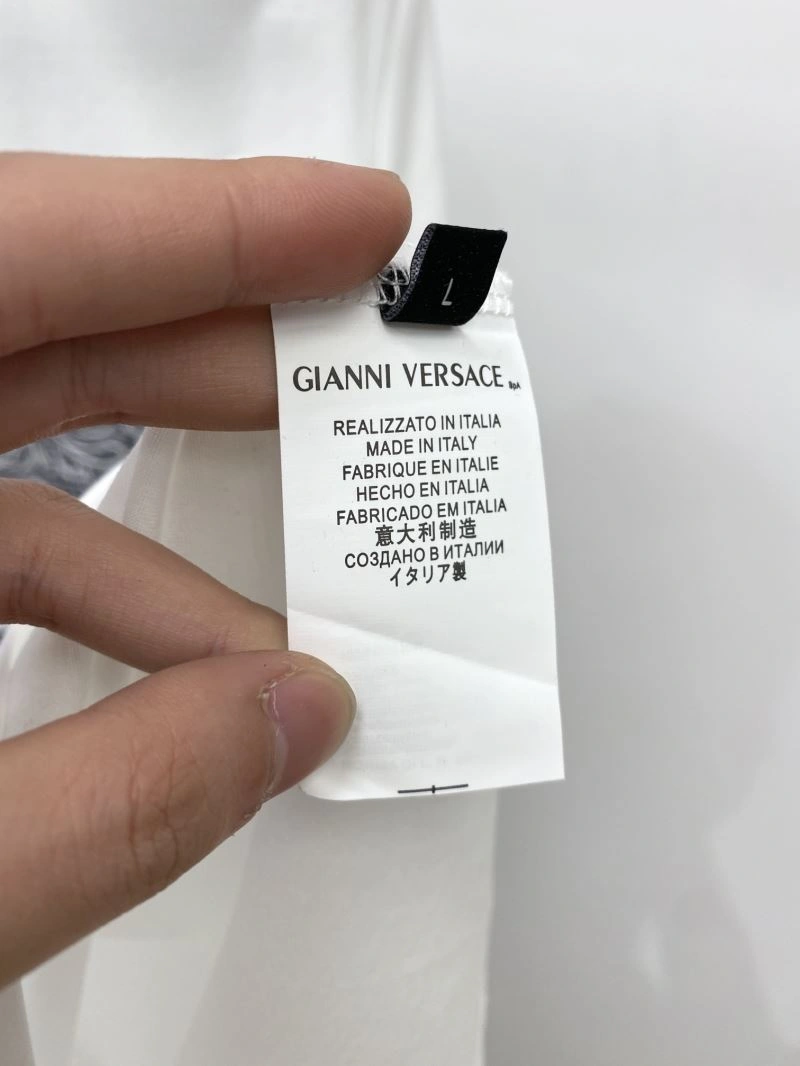 L
GIANNI VERSACE SpA
REALIZZATO IN ITALIA
MADE IN ITALY
FABRIQUE EN ITALIE
HECHO EN ITALIA
FABRICADO EM ITALIA
意大利制造
СОЗДАНО В ИТАЛИИ
イタリア製